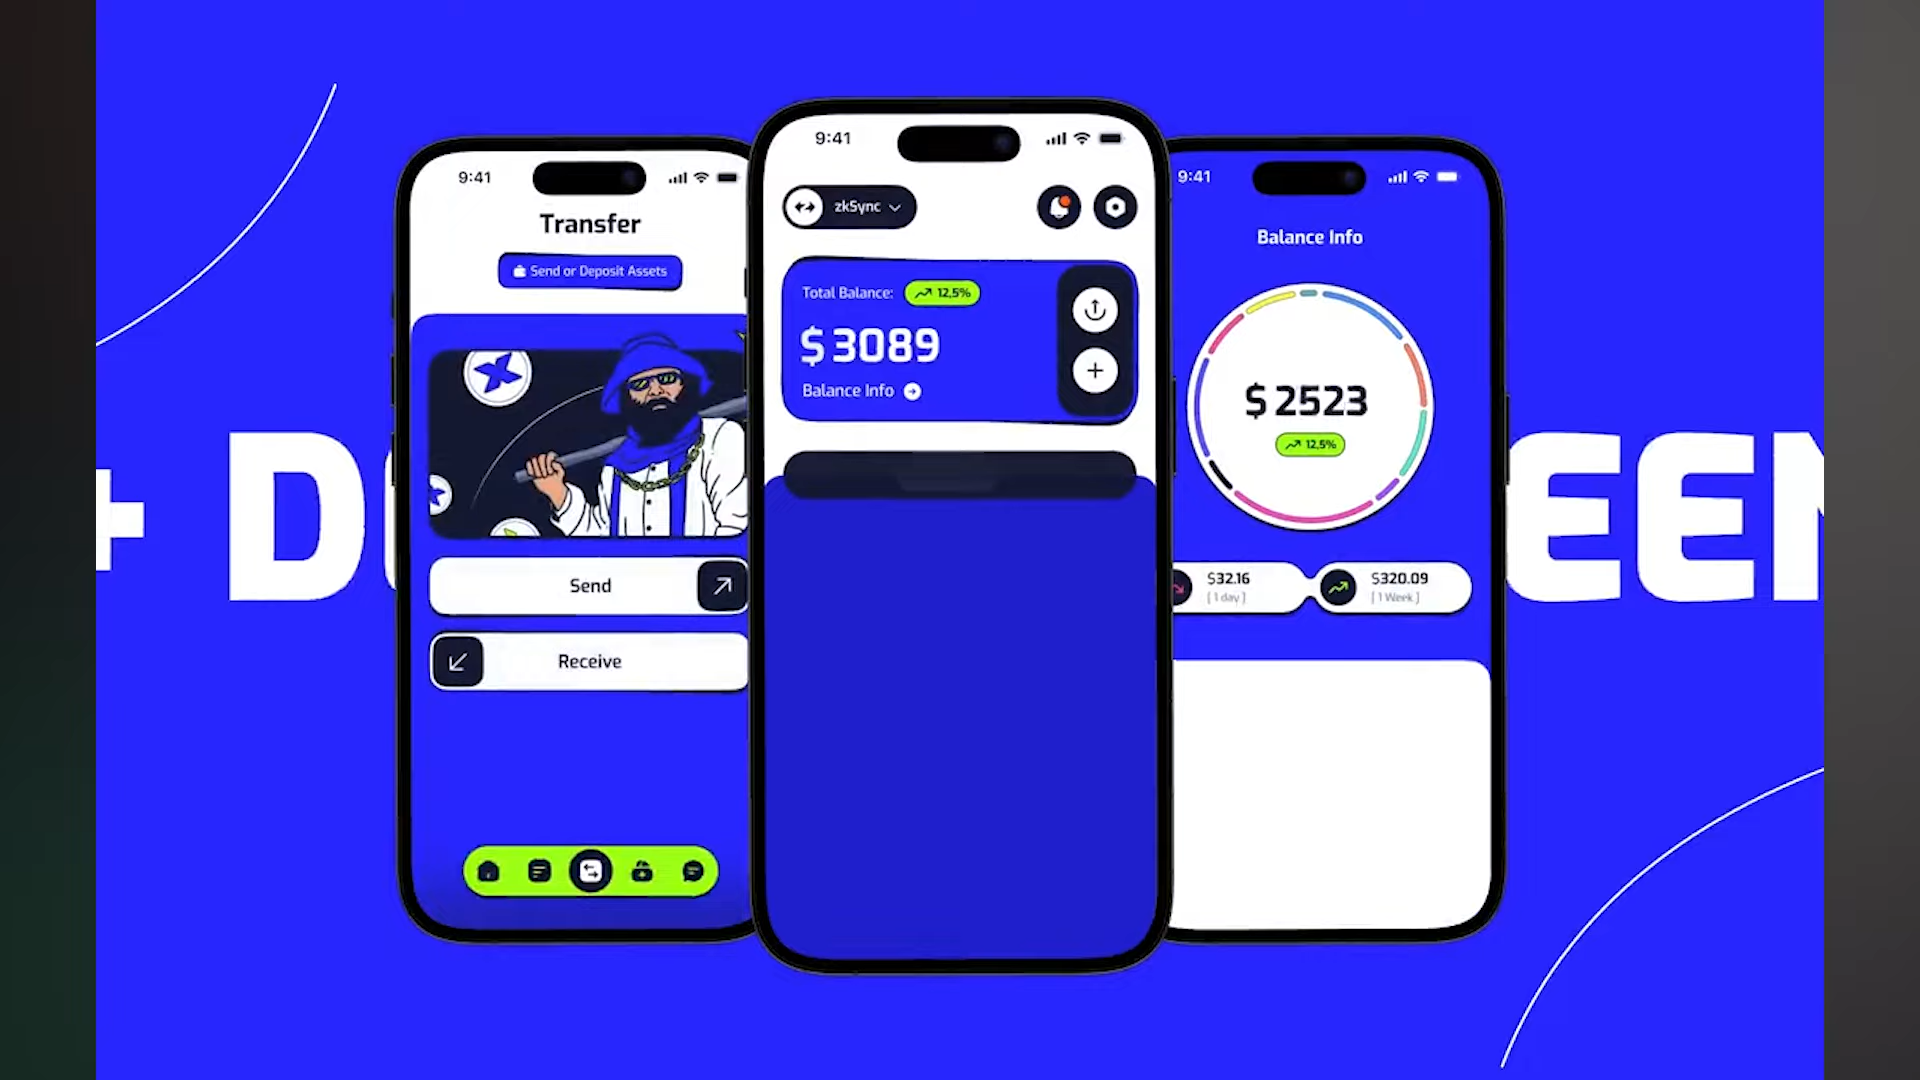 9:41
Transfer
Send or Deposit Assets
Send
Receive
9:41
zkSync
Total Balance: 12,5%
$3089
Balance Info
9:41
Balance Info
$2523
12,5%
$32.16
[ 1 day ]
$320.09
[ 1 Week ]
+